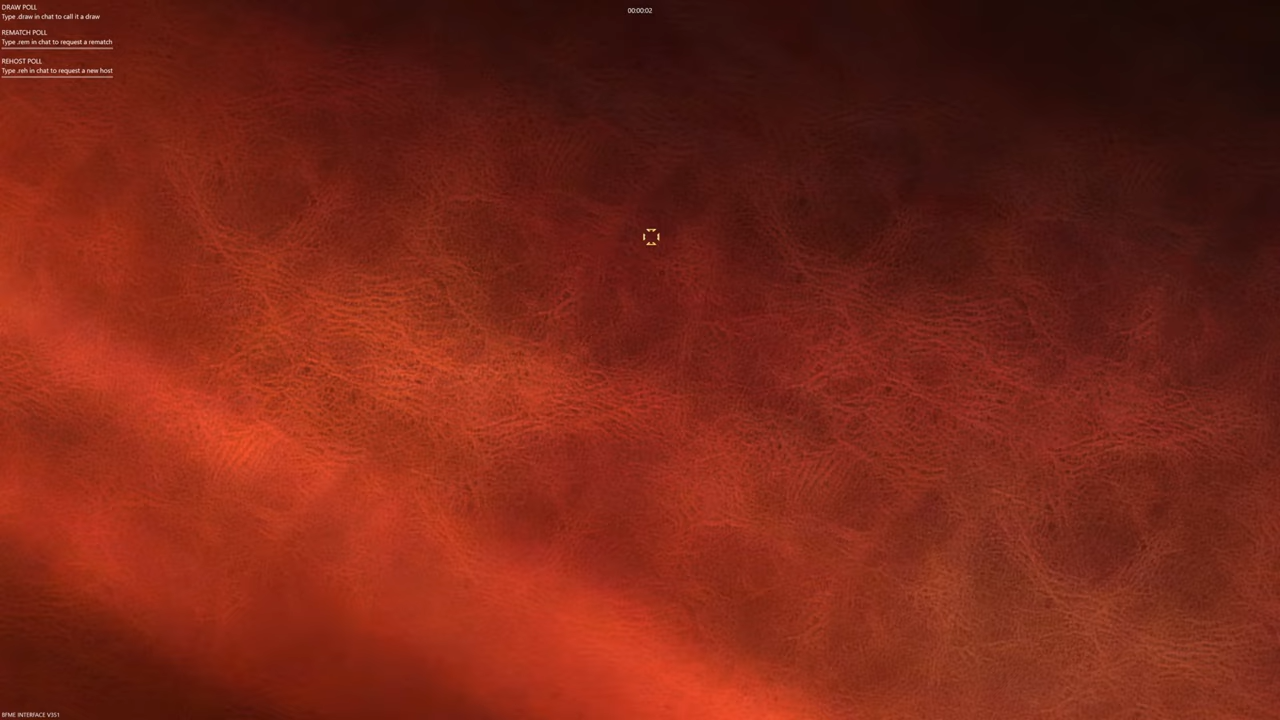 DRAW POLL
Type .draw in chat to call it a draw
REMATCH POLL
Type .rem in chat to request a rematch
REHOST POLL
Type .reh in chat to request a new host
00:00:02
BFME INTERFACE V351